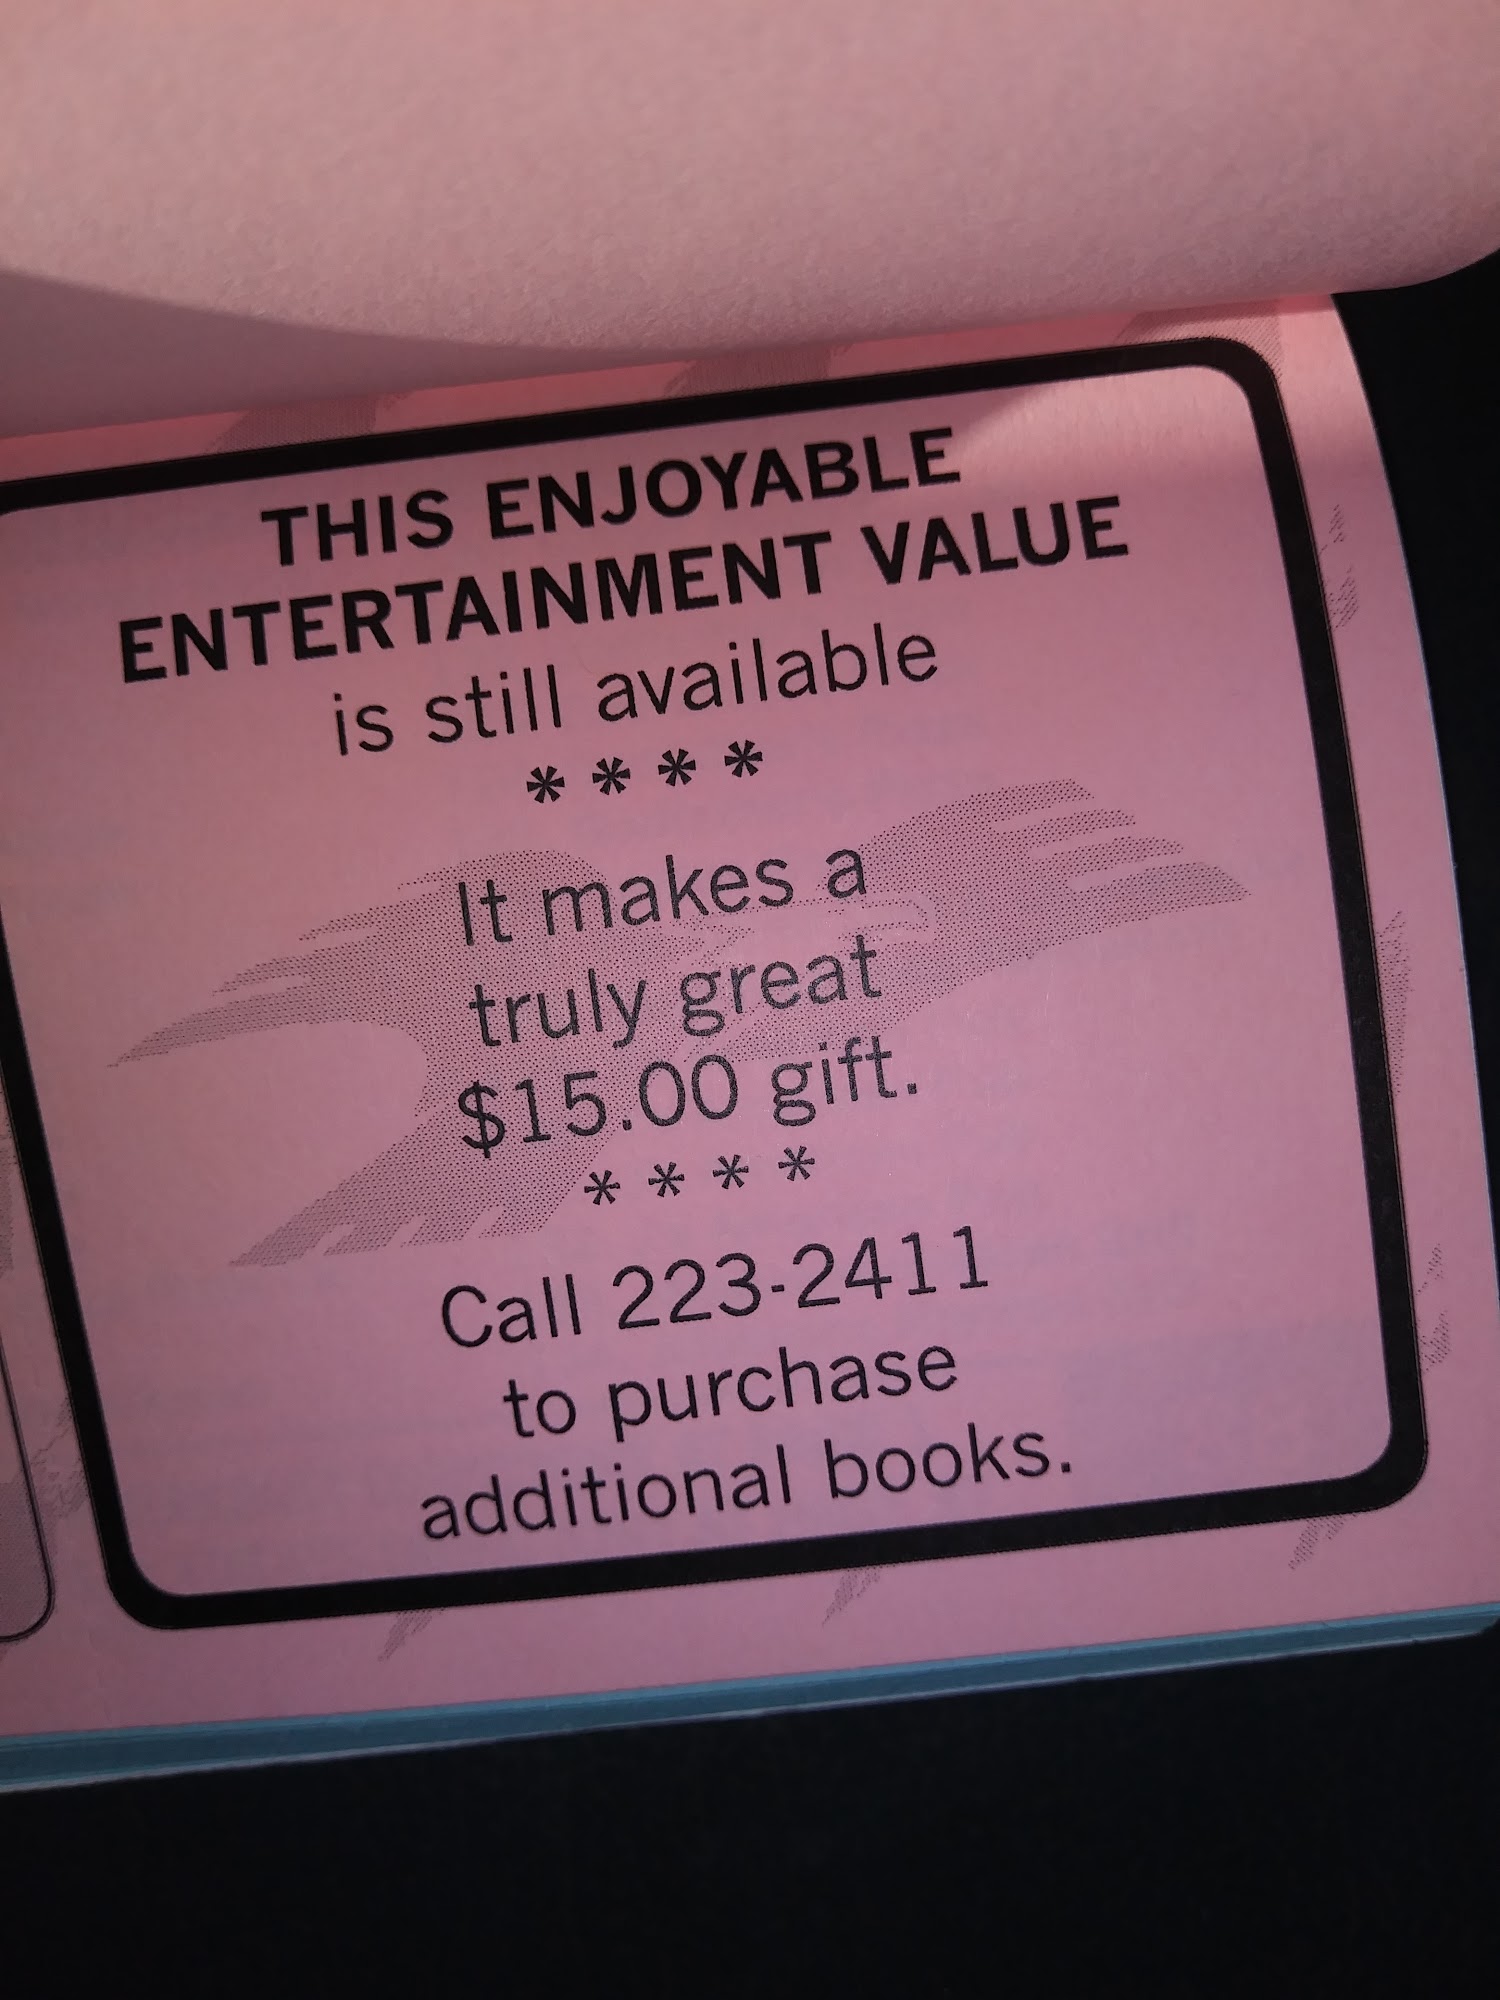 THIS ENJOYABLE
ENTERTAINMENT VALUE
is still available
* * * *
It makes a
truly great
$15.00 gift.
* * * *
Call 223-2411
to purchase
additional books.